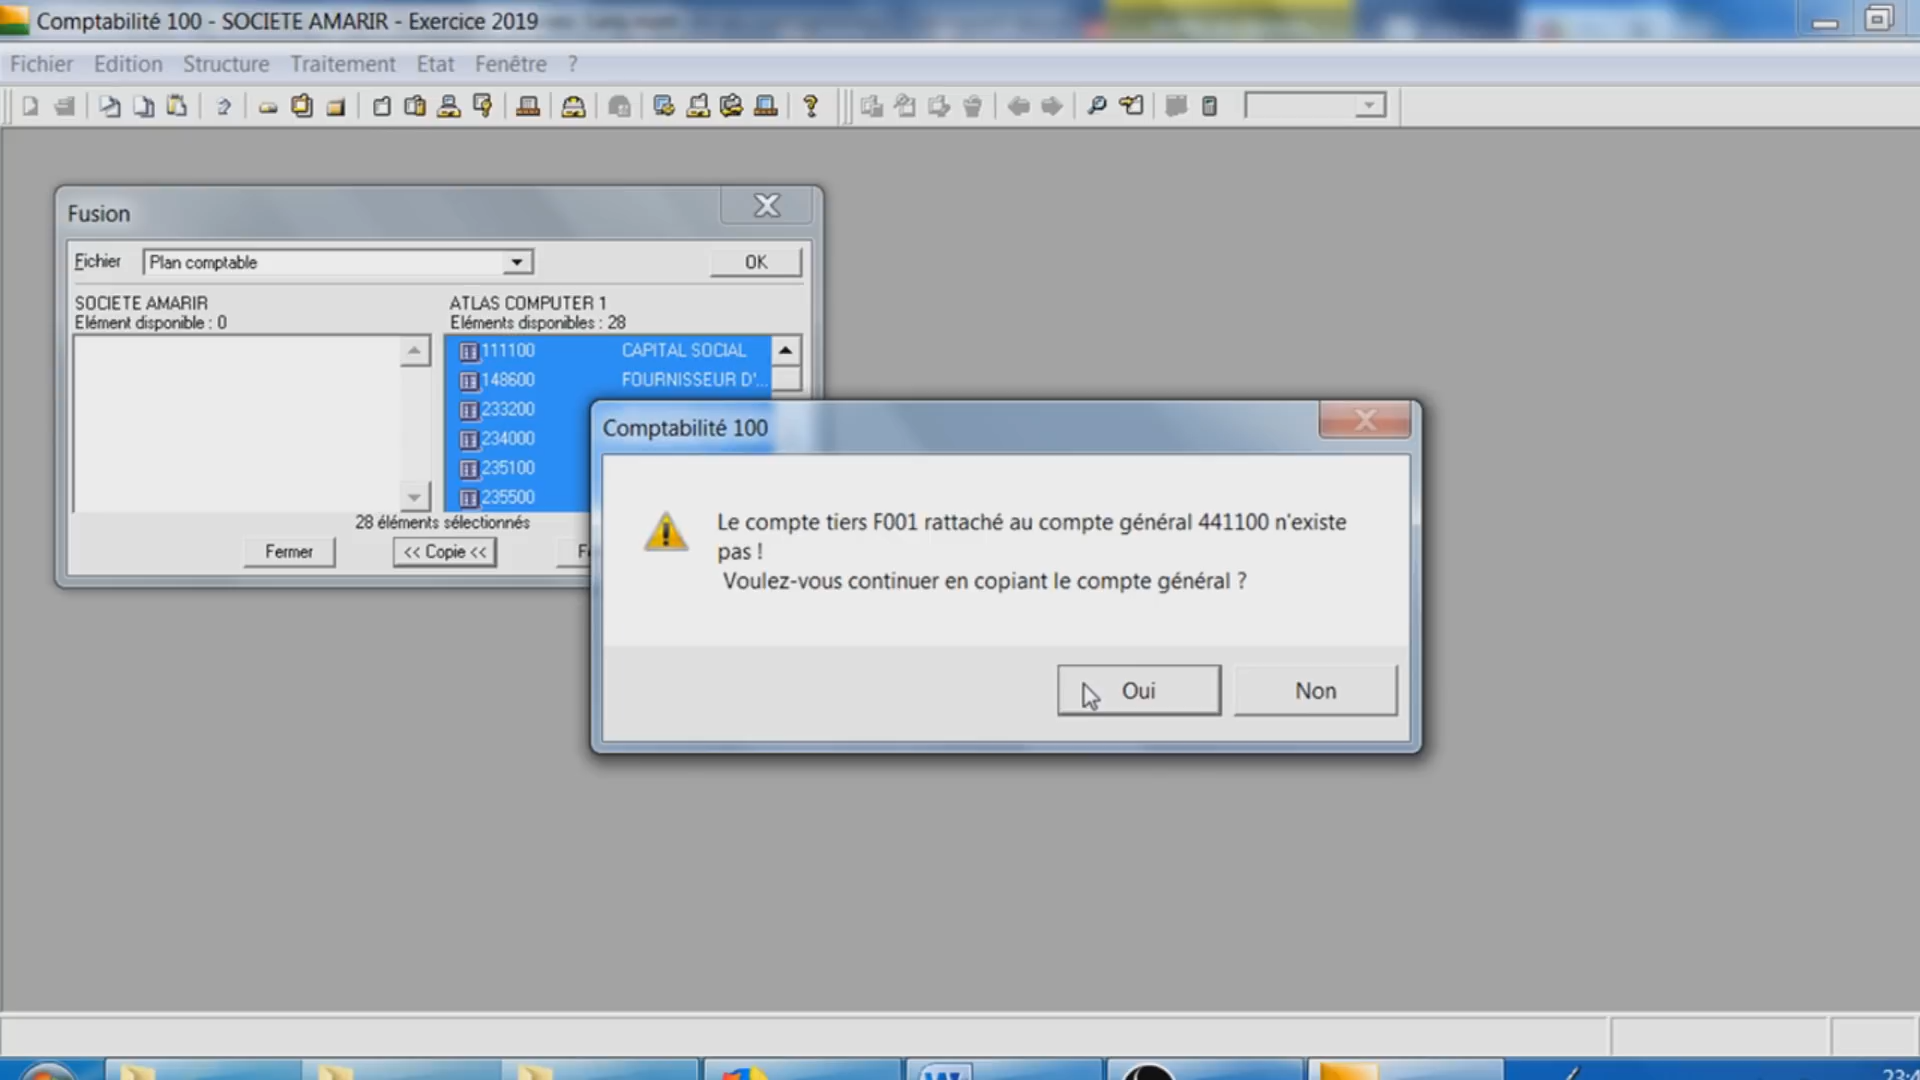 Comptabilité 100 - SOCIETE AMARIR - Exercice 2019
Fichier Edition Structure Traitement Etat Fenêtre ?
Fusion
Fichier Plan comptable OK
SOCIETE AMARIR
Elément disponible : 0
ATLAS COMPUTER 1
Eléments disponibles : 28
111100 CAPITAL SOCIAL
148600 FOURNISSEUR D'...
233200
234000
235100
235500
28 éléments sélectionnés
Fermer << Copie <<
Comptabilité 100
Le compte tiers F001 rattaché au compte général 441100 n'existe
pas !
Voulez-vous continuer en copiant le compte général ?
Oui Non